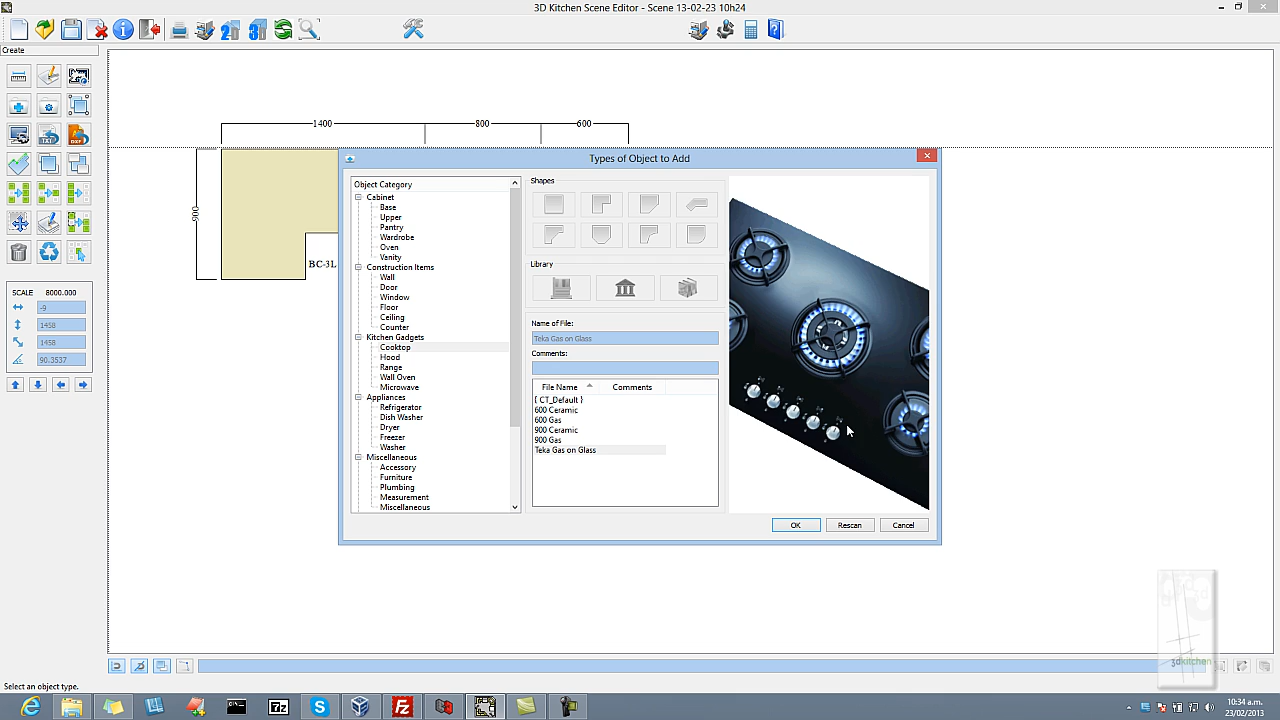 3D Kitchen Scene Editor - Scene 13-02-23 10h24
Create
1400
800
600
900
BC-3L
SCALE 8000.000
-9
1458
1458
90.3537
Types of Object to Add
Object Category
Cabinet
Base
Upper
Pantry
Wardrobe
Oven
Vanity
Construction Items
Wall
Door
Window
Floor
Ceiling
Counter
Kitchen Gadgets
Cooktop
Hood
Range
Wall Oven
Microwave
Appliances
Refrigerator
Dish Washer
Dryer
Freezer
Washer
Miscellaneous
Accessory
Furniture
Plumbing
Measurement
Miscellaneous
Shapes
Library
Name of File:
Teka Gas on Glass
Comments:
File Name Comments
[ CT_Default ]
600 Ceramic
600 Gas
900 Ceramic
900 Gas
Teka Gas on Glass
OK Rescan Cancel
3dkitchen
Select an object type.
10:34 a.m.
23/02/2013